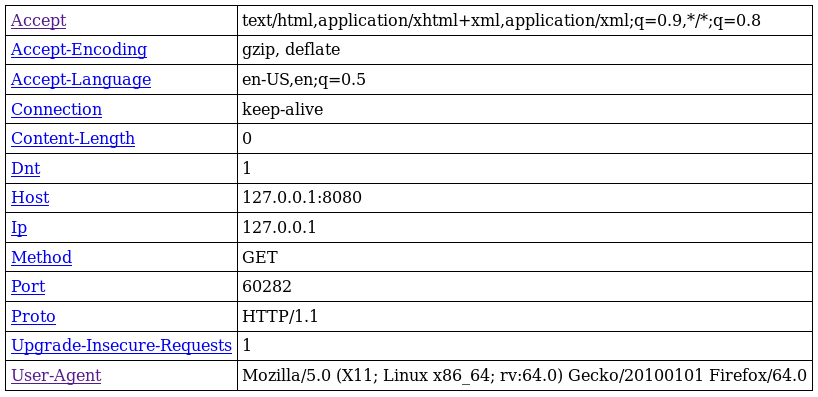 Accept text/html,application/xhtml+xml,application/xml;q=0.9,*/*;q=0.8
Accept-Encoding gzip, deflate
Accept-Language en-US,en;q=0.5
Connection keep-alive
Content-Length 0
Dnt 1
Host 127.0.0.1:8080
Ip 127.0.0.1
Method GET
Port 60282
Proto HTTP/1.1
Upgrade-Insecure-Requests 1
User-Agent Mozilla/5.0 (X11; Linux x86_64; rv:64.0) Gecko/20100101 Firefox/64.0